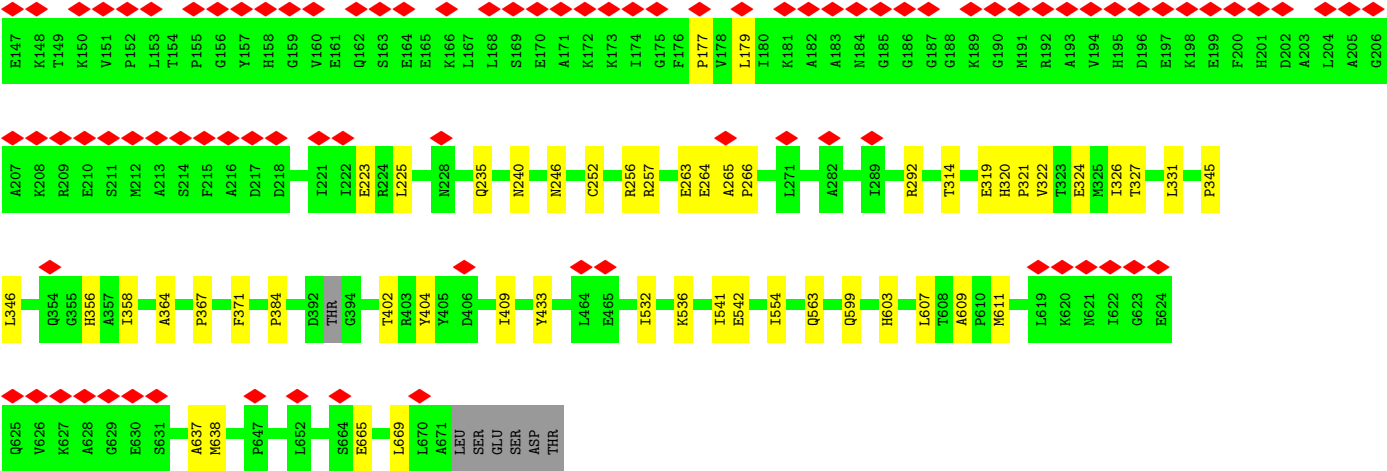 E147 K148 T149 K150 V151 P152 L153 T154 P155 G156 Y157 H158 G159 V160 E161 Q162 S163 E164 E165 K166 L167 L168 S169 E170 A171 K172 K173 I174 G175 F176 P177 V178 L179 I180 K181 A182 A183 N184 G185 G186 G187 G188 K189 G190 M191 R192 A193 V194 H195 D196 E197 K198 E199 F200 H201 D202 A203 L204 A205 G206
A207 K208 R209 E210 S211 M212 A213 S214 F215 A216 D217 D218 I221 I222 E223 R224 L225 N228 Q235 N240 N246 C252 R256 R257 E263 E264 A265 P266 L271 A282 I289 R292 T314 E319 H320 P321 V322 T323 E324 M325 I326 T327 L331 P345
L346 Q354 G355 H356 A357 I358 A364 P367 F371 P384 D392 THR G394 T402 R403 Y404 Y405 D406 I409 Y433 L464 E465 I532 K536 I541 E542 I554 Q563 Q599 H603 L607 T608 A609 P610 M611 L619 K620 N621 I622 G623 E624
Q625 V626 K627 A628 G629 E630 S631 A637 M638 P647 L652 S664 E665 L669 L670 A671 LEU SER GLU SER ASP THR